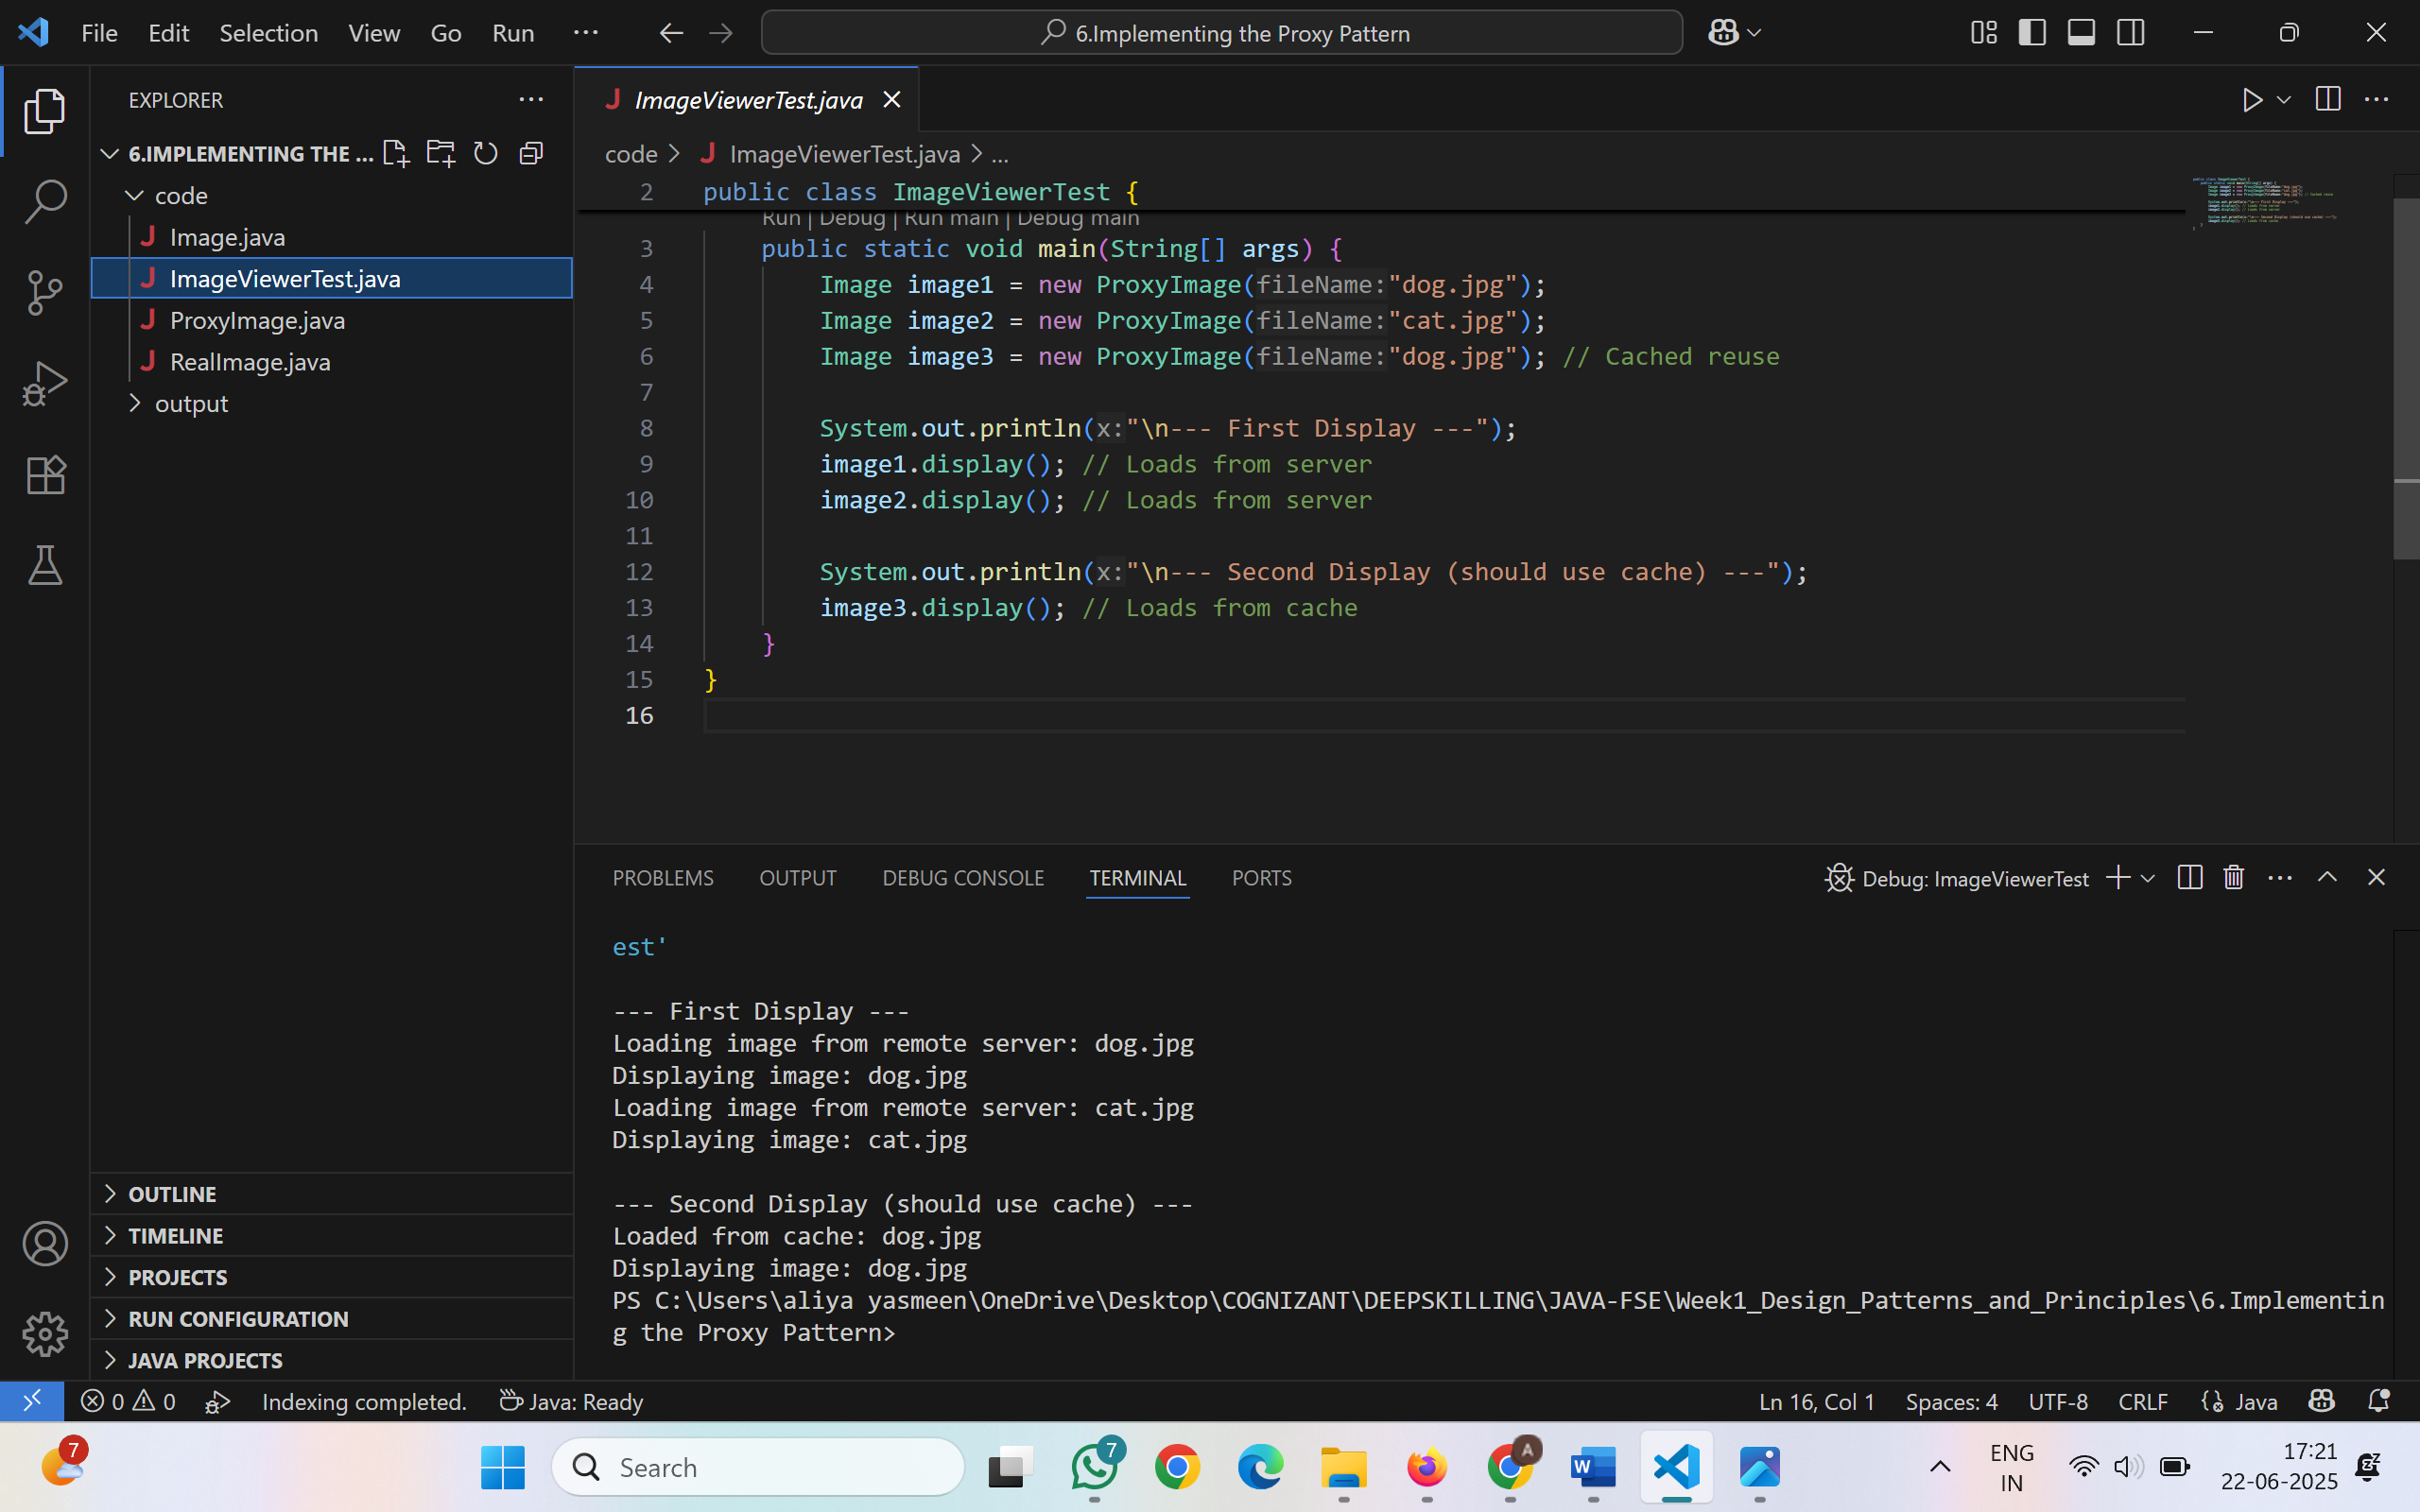 File Edit Selection View Go Run ···
6.Implementing the Proxy Pattern
EXPLORER
6.IMPLEMENTING THE ...
code
Image.java
ImageViewerTest.java
ProxyImage.java
RealImage.java
output
OUTLINE
TIMELINE
PROJECTS
RUN CONFIGURATION
JAVA PROJECTS
ImageViewerTest.java
code > ImageViewerTest.java > ...
2 public class ImageViewerTest {
Run | Debug | Run main | Debug main
3 public static void main(String[] args) {
4 Image image1 = new ProxyImage(fileName:"dog.jpg");
5 Image image2 = new ProxyImage(fileName:"cat.jpg");
6 Image image3 = new ProxyImage(fileName:"dog.jpg"); // Cached reuse
7
8 System.out.println(x:"\n--- First Display ---");
9 image1.display(); // Loads from server
10 image2.display(); // Loads from server
11
12 System.out.println(x:"\n--- Second Display (should use cache) ---");
13 image3.display(); // Loads from cache
14 }
15 }
16
PROBLEMS OUTPUT DEBUG CONSOLE TERMINAL PORTS
Debug: ImageViewerTest
est'
--- First Display ---
Loading image from remote server: dog.jpg
Displaying image: dog.jpg
Loading image from remote server: cat.jpg
Displaying image: cat.jpg
--- Second Display (should use cache) ---
Loaded from cache: dog.jpg
Displaying image: dog.jpg
PS C:\Users\aliya yasmeen\OneDrive\Desktop\COGNIZANT\DEEPSKILLING\JAVA-FSE\Week1_Design_Patterns_and_Principles\6.Implementin
g the Proxy Pattern>
0 0 Indexing completed. Java: Ready
Ln 16, Col 1 Spaces: 4 UTF-8 CRLF Java
7
Search
7
A
W
ENG
IN
17:21
22-06-2025